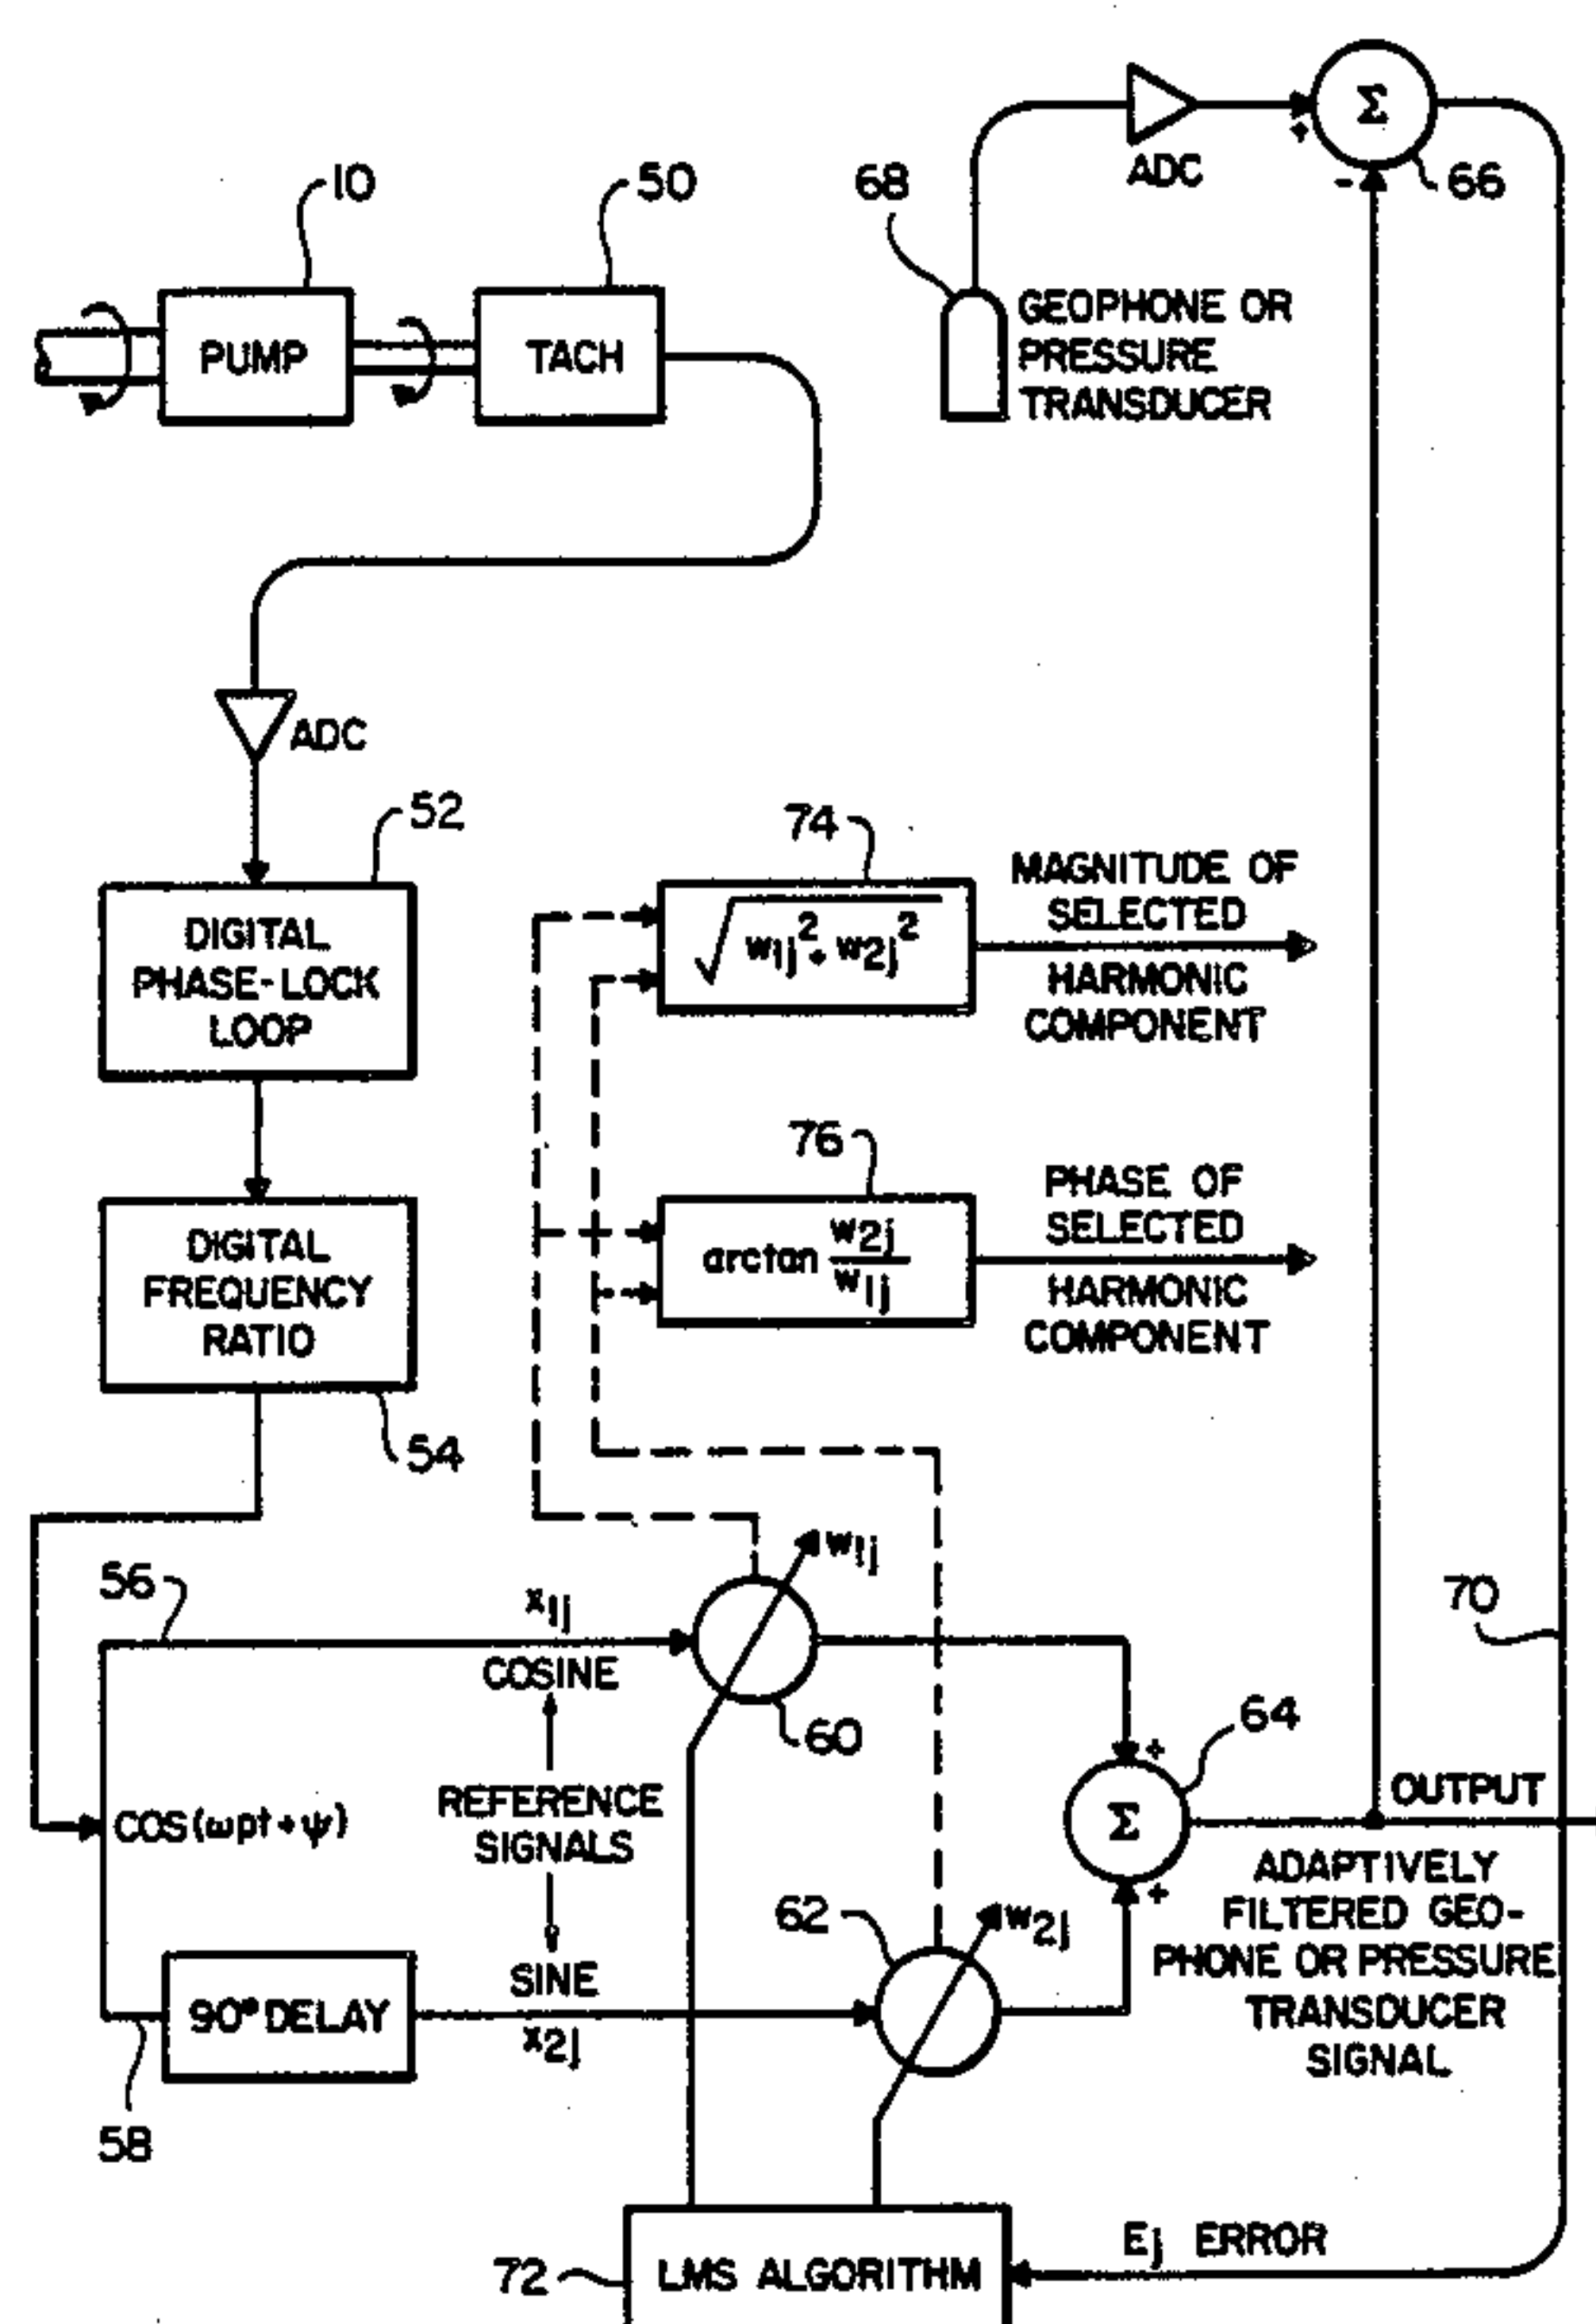 Σ
+
ADC
-
66
10
50
68
PUMP
TACH
GEOPHONE OR
PRESSURE
TRANSDUCER
ADC
52
DIGITAL
PHASE-LOCK
LOOP
74
√w1j² + w2j²
MAGNITUDE OF
SELECTED
HARMONIC
COMPONENT
76
arctan w2j/w1j
PHASE OF
SELECTED
HARMONIC
COMPONENT
DIGITAL
FREQUENCY
RATIO
54
56
x1j
COSINE
w1j
60
70
64
+
Σ
+
OUTPUT
COS(ωpt+ψ)
REFERENCE
SIGNALS
ADAPTIVELY
FILTERED GEO-
PHONE OR PRESSURE
TRANSDUCER
SIGNAL
62
w2j
SINE
x2j
90° DELAY
58
Ej ERROR
72
LMS ALGORITHM